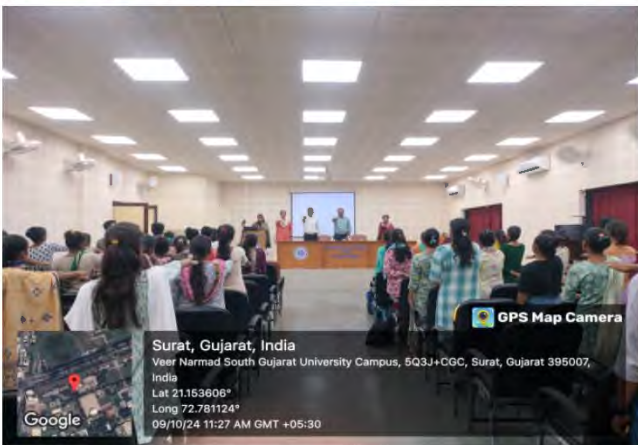 GPS Map Camera
Surat, Gujarat, India
Veer Narmad South Gujarat University Campus, 5Q3J+CGC, Surat, Gujarat 395007,
India
Lat 21.153606°
Long 72.781124°
09/10/24 11:27 AM GMT +05:30
Google